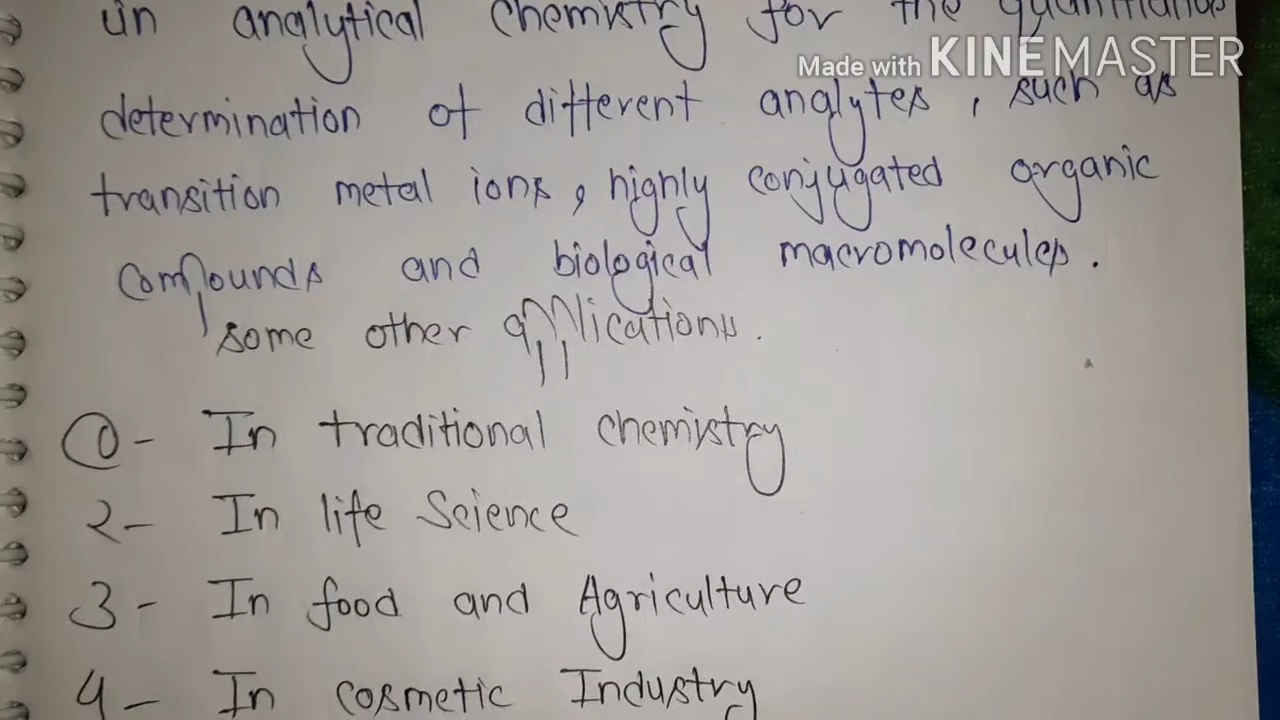 in analytical chemistry for the quantitative
Made with KINEMASTER
determination of different analytes, such as
transition metal ions, highly conjugated organic
compounds and biological macromolecules.
some other applications.
① - In traditional chemistry
2 - In life Science
3 - In food and Agriculture
4 - In cosmetic Industry